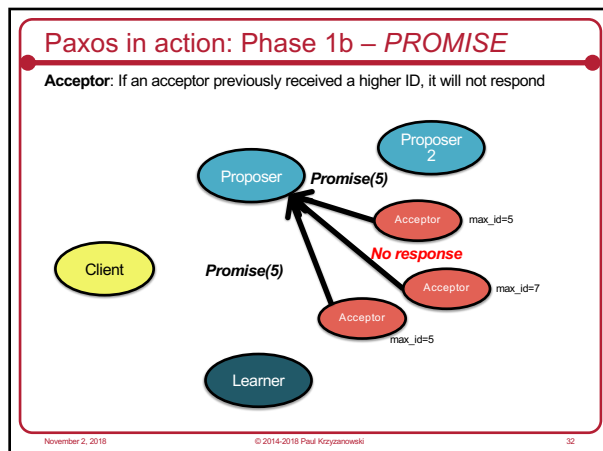 Paxos in action: Phase 1b – PROMISE
Acceptor: If an acceptor previously received a higher ID, it will not respond
Proposer
2
Proposer
Promise(5)
Acceptor
max_id=5
No response
Client
Promise(5)
Acceptor
max_id=7
Acceptor
max_id=5
Learner
November 2, 2018
© 2014-2018 Paul Krzyzanowski
32